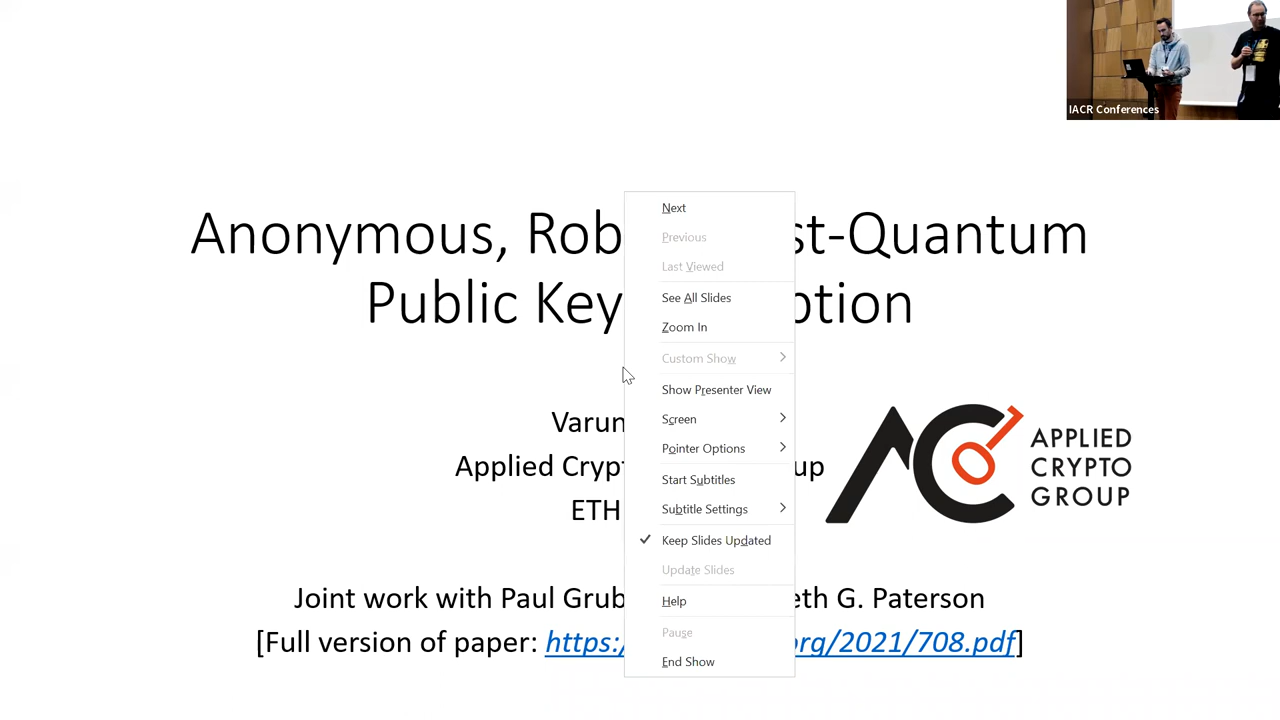 IACR Conferences
Anonymous, Rob st-Quantum
Public Key ption
Varun
Applied Cryp up
ETH
Joint work with Paul Grub eth G. Paterson
[Full version of paper: https:/ org/2021/708.pdf]
APPLIED
CRYPTO
GROUP
Next
Previous
Last Viewed
See All Slides
Zoom In
Custom Show
Show Presenter View
Screen
Pointer Options
Start Subtitles
Subtitle Settings
Keep Slides Updated
Update Slides
Help
Pause
End Show